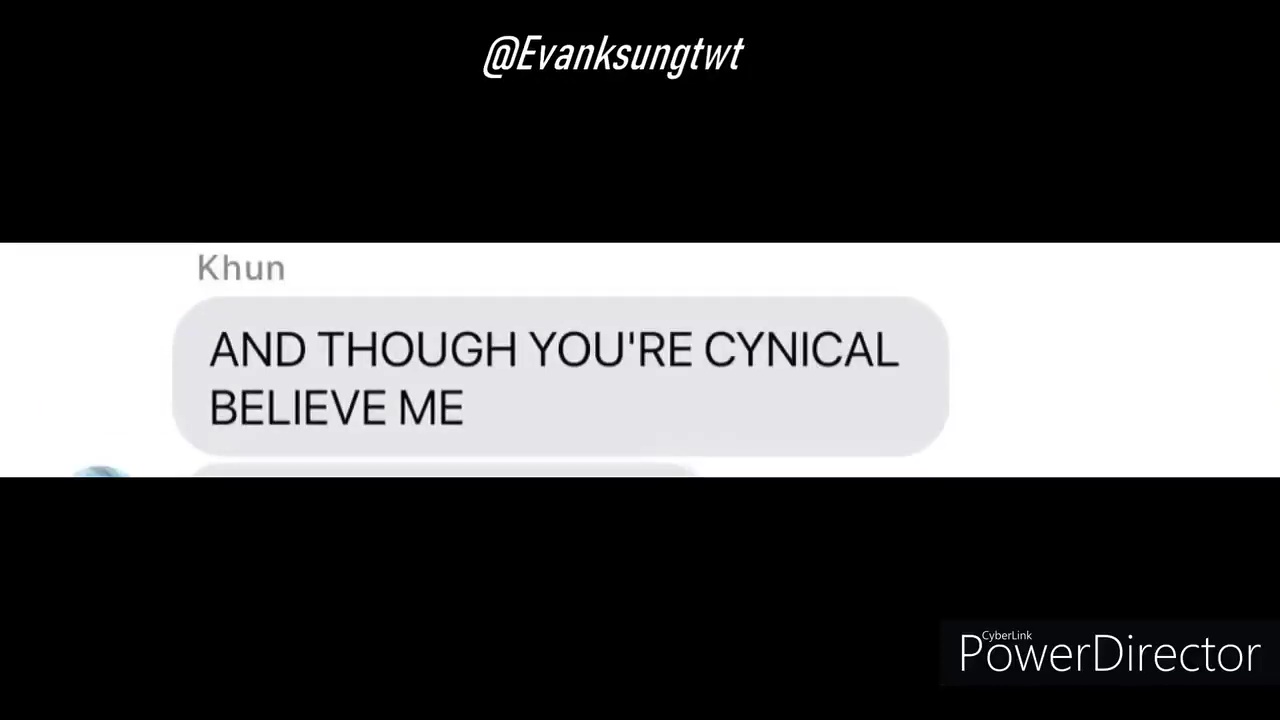 @Evanksungtwt
Khun
AND THOUGH YOU'RE CYNICAL
BELIEVE ME
CyberLink
PowerDirector